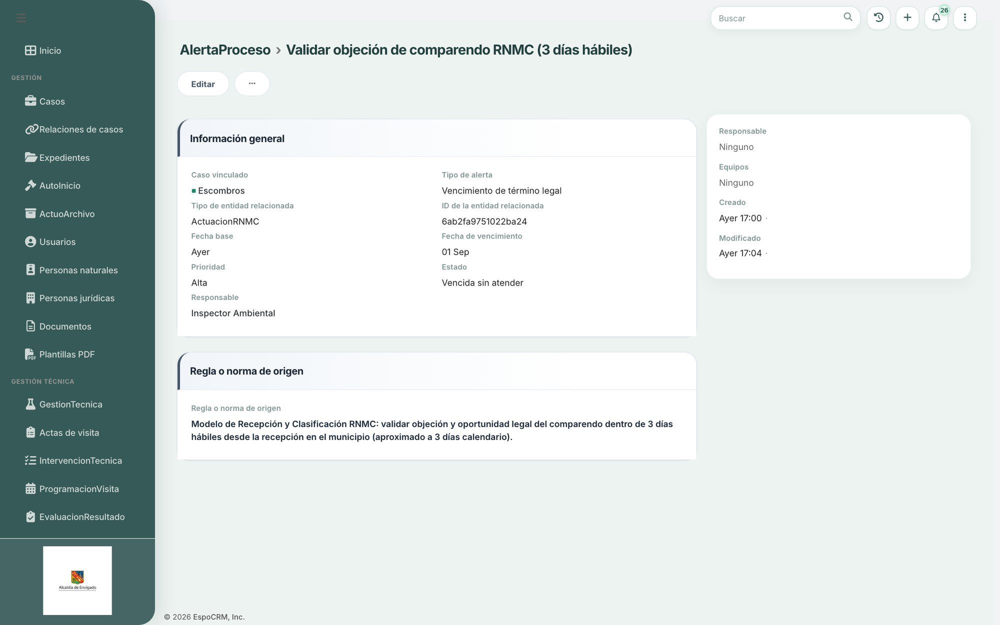 Buscar
26
Inicio
GESTIÓN
Casos
Relaciones de casos
Expedientes
AutoInicio
ActuoArchivo
Usuarios
Personas naturales
Personas jurídicas
Documentos
Plantillas PDF
GESTIÓN TÉCNICA
GestionTecnica
Actas de visita
IntervencionTecnica
ProgramacionVisita
EvaluacionResultado
Alcaldía de Envigado
AlertaProceso › Validar objeción de comparendo RNMC (3 días hábiles)
Editar
Información general
Caso vinculado
Escombros
Tipo de alerta
Vencimiento de término legal
Tipo de entidad relacionada
ActuacionRNMC
ID de la entidad relacionada
6ab2fa9751022ba24
Fecha base
Ayer
Fecha de vencimiento
01 Sep
Prioridad
Alta
Estado
Vencida sin atender
Responsable
Inspector Ambiental
Regla o norma de origen
Regla o norma de origen
Modelo de Recepción y Clasificación RNMC: validar objeción y oportunidad legal del comparendo dentro de 3 días
hábiles desde la recepción en el municipio (aproximado a 3 días calendario).
Responsable
Ninguno
Equipos
Ninguno
Creado
Ayer 17:00 ·
Modificado
Ayer 17:04 ·
© 2026 EspoCRM, Inc.